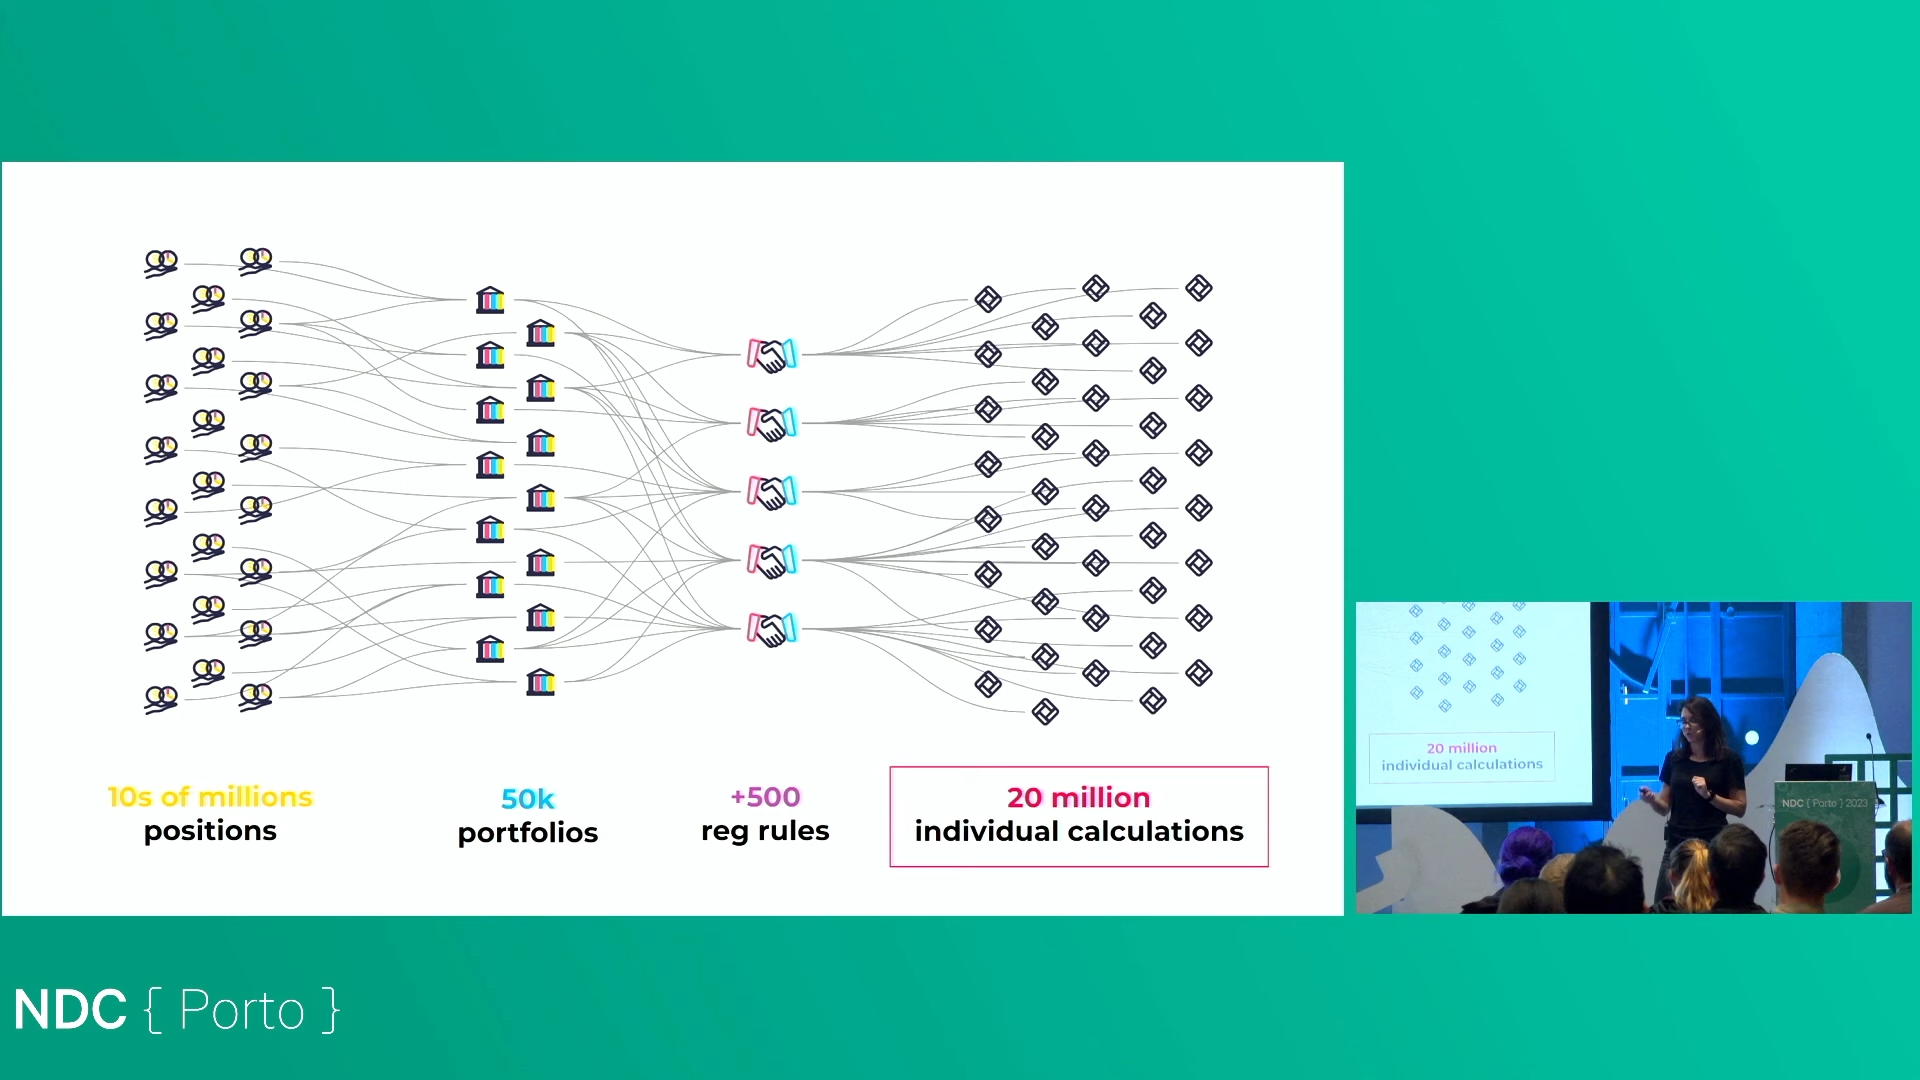 10s of millions
positions
50k
portfolios
+500
reg rules
20 million
individual calculations
20 million
individual calculations
NDC { Porto } 2023
NDC { Porto }